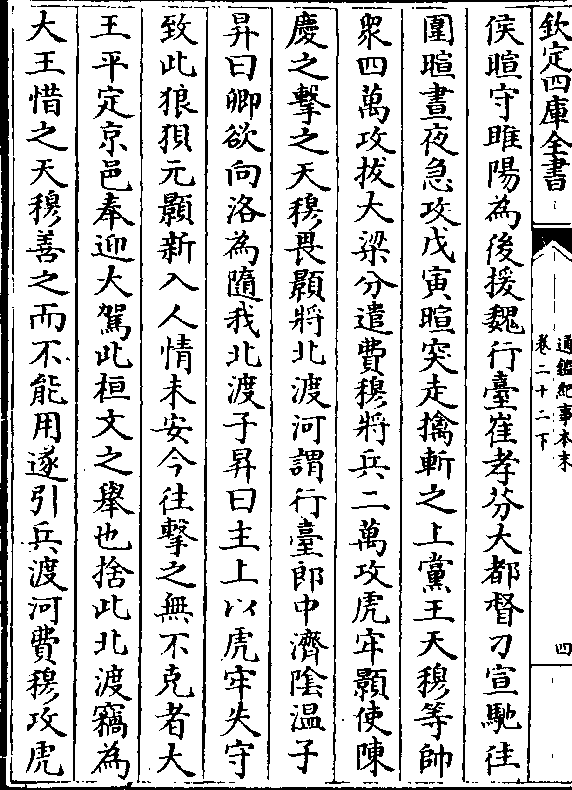 欽定四庫全書
通鑑紀事本末
卷二十二下
四
侯暄守睢陽為後援魏行臺崔孝芬大都督刁宣馳往
圍暄晝夜急攻戊寅暄突走擒斬之上黨王天穆等帥
衆四萬攻拔大梁分遣費穆將兵二萬攻虎牢顥使陳
慶之擊之天穆畏顥將北渡河謂行臺郎中濟隂温子
昇曰卿欲向洛為隨我北渡子昇曰主上以虎牢失守
致此狼狽元顥新入人情未安今往擊之無不克者大
王平定京邑奉迎大駕此桓文之舉也捨此北渡竊為
大王惜之天穆善之而不能用遂引兵渡河費穆攻虎